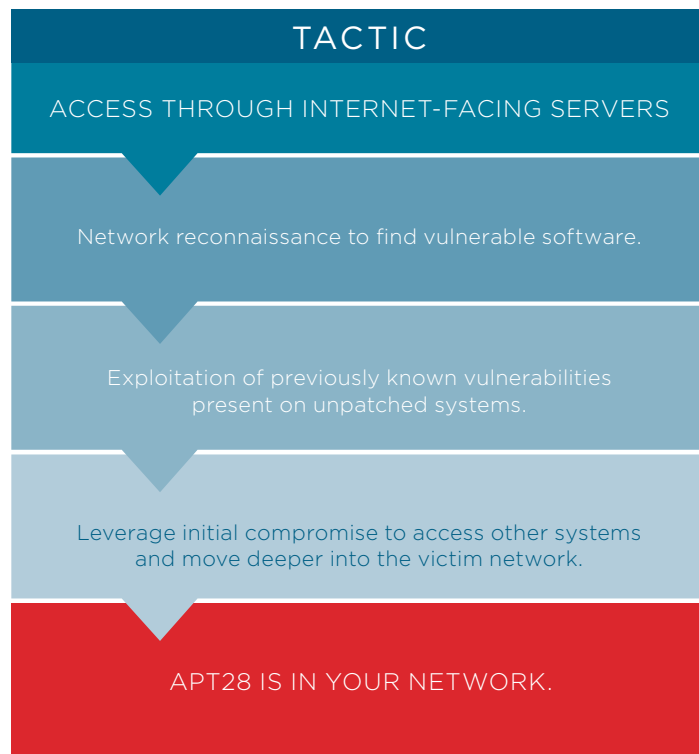 TACTIC
ACCESS THROUGH INTERNET-FACING SERVERS
Network reconnaissance to find vulnerable software.
Exploitation of previously known vulnerabilities
present on unpatched systems.
Leverage initial compromise to access other systems
and move deeper into the victim network.
APT28 IS IN YOUR NETWORK.